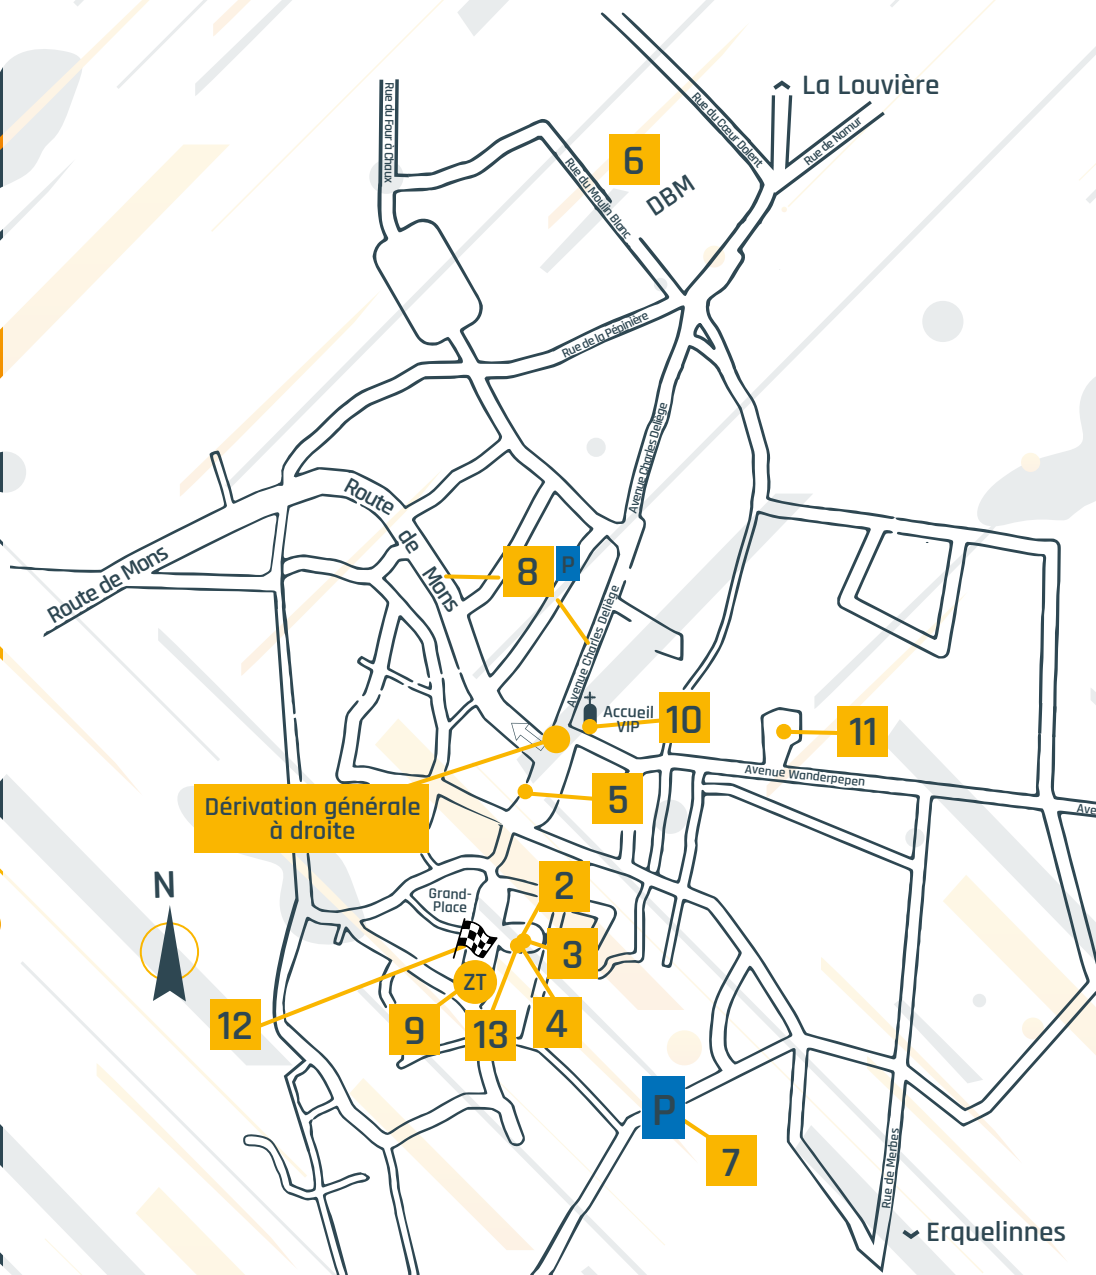 La Louvière
Rue du Four à Chaux
Rue du Cœur Dolent
Rue de Namur
6
DBM
Rue du Moulin Blanc
Rue de la Pépinière
Avenue Charles Deliège
Route
de
Mons
Route de Mons
8
P
Avenue Charles Deliège
Accueil
VIP
10
11
Avenue Wanderpepen
Ave
5
Dérivation générale
à droite
N
Grand-
Place
2
3
ZT
12
9
13
4
P
7
Rue de Merbes
Erquelinnes